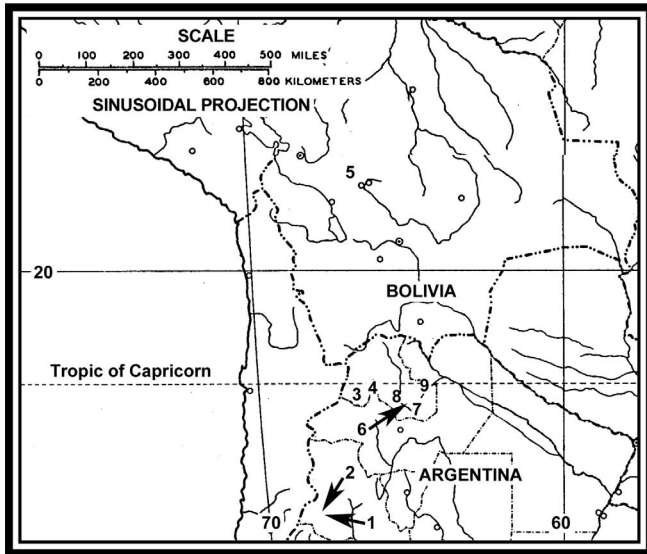 SCALE
0 100 200 300 400 500 MILES
0 200 400 600 800 KILOMETERS
SINUSOIDAL PROJECTION
5
20
BOLIVIA
Tropic of Capricorn
3 4 8 9
6 7
2
ARGENTINA
70 1 60